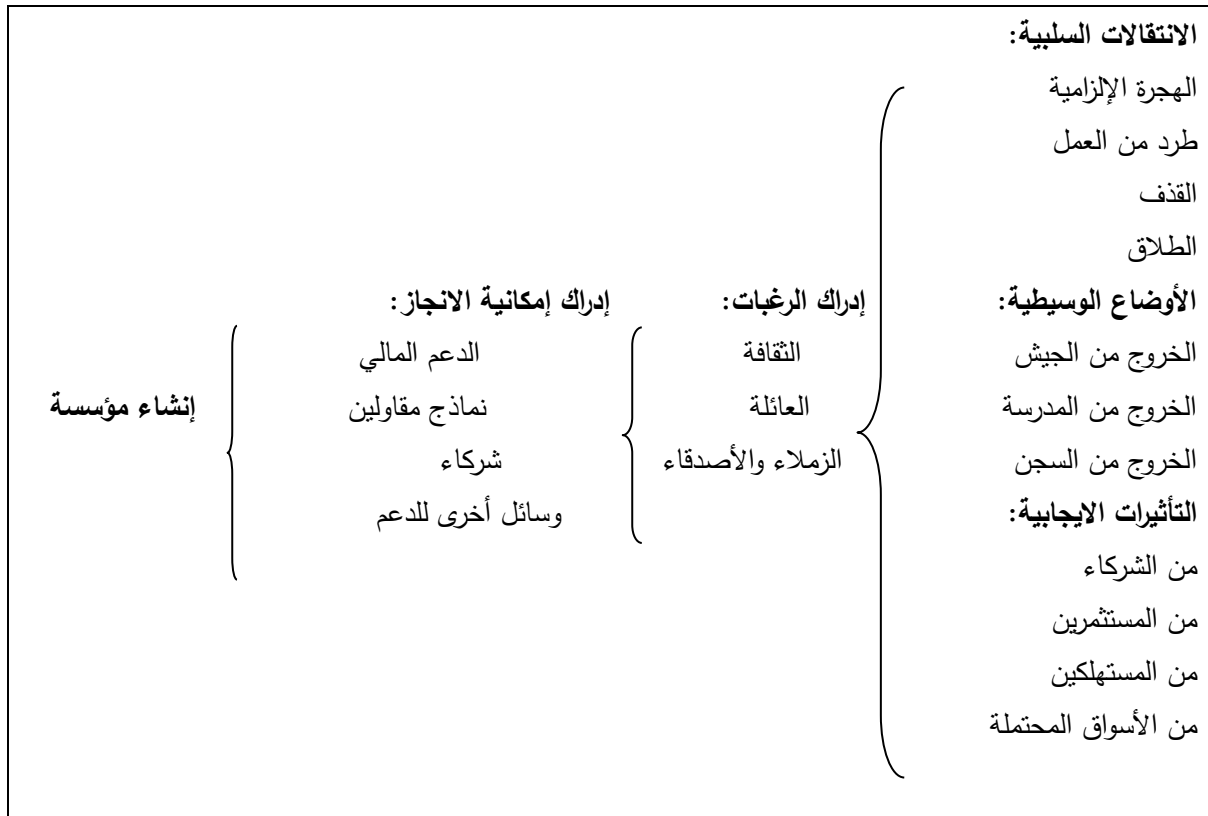 الانتقالات السلبية:
الهجرة الإلزامية
طرد من العمل
القذف
الطلاق
الأوضاع الوسيطية:
الخروج من الجيش
الخروج من المدرسة
الخروج من السجن
التأثيرات الايجابية:
من الشركاء
من المستثمرين
من المستهلكين
من الأسواق المحتملة
إدراك الرغبات:
الثقافة
العائلة
الزملاء والأصدقاء
إدراك إمكانية الانجاز:
الدعم المالي
نماذج مقاولين
شركاء
وسائل أخرى للدعم
إنشاء مؤسسة